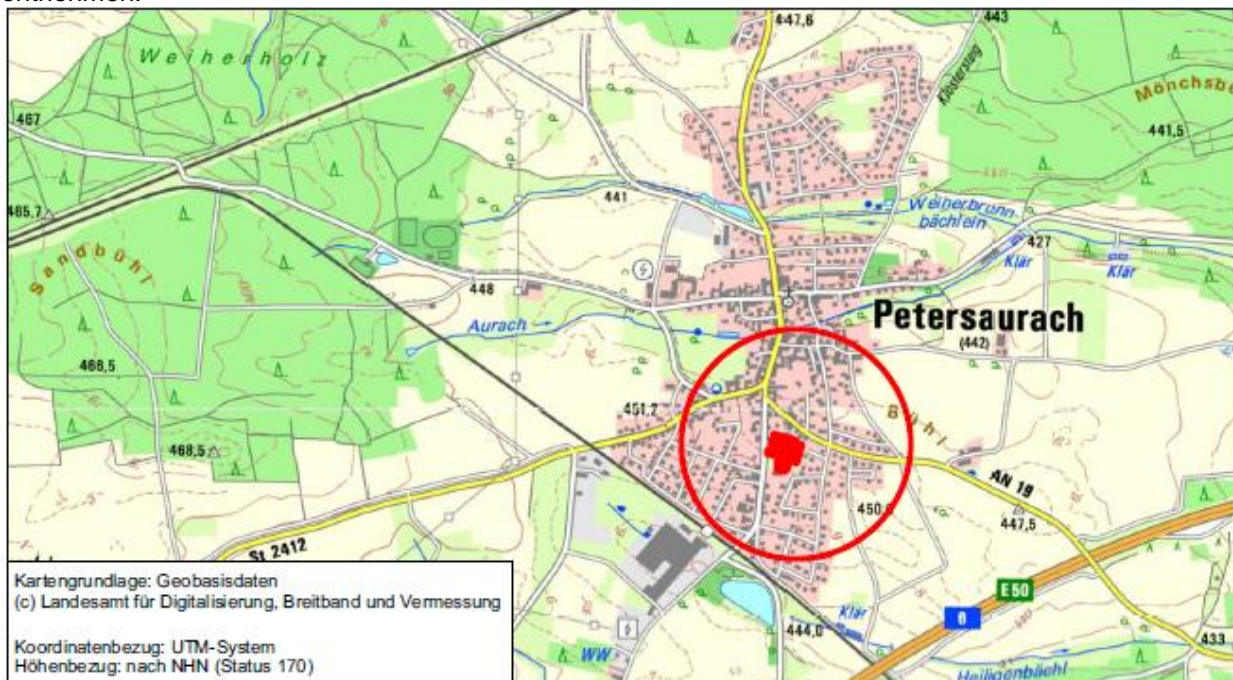 447,6
443
Weiherholz
Klostersteig
Mönchsbe
467
441,5
441
Weiherbrunn
bächlein
465,7
Sandbühl
427
Klär
Klär
448
Petersaurach
(442)
Aurach
468,5
451,2
Bühl
468,5
AN 19
450,
447,5
St 2412
E50
6
Klär
444,0
433
WW
Heiligenbächl
Kartengrundlage: Geobasisdaten
(c) Landesamt für Digitalisierung, Breitband und Vermessung
Koordinatenbezug: UTM-System
Höhenbezug: nach NHN (Status 170)